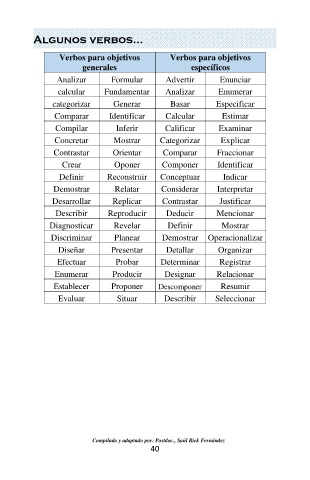 ALGUNOS VERBOS...
Verbos para objetivos generales Verbos para objetivos específicos
Analizar Formular Advertir Enunciar
calcular Fundamentar Analizar Enumerar
categorizar Generar Basar Especificar
Comparar Identificar Calcular Estimar
Compilar Inferir Calificar Examinar
Concretar Mostrar Categorizar Explicar
Contrastar Orientar Comparar Fraccionar
Crear Oponer Componer Identificar
Definir Reconstruir Conceptuar Indicar
Demostrar Relatar Considerar Interpretar
Desarrollar Replicar Contrastar Justificar
Describir Reproducir Deducir Mencionar
Diagnosticar Revelar Definir Mostrar
Discriminar Planear Demostrar Operacionalizar
Diseñar Presentar Detallar Organizar
Efectuar Probar Determinar Registrar
Enumerar Producir Designar Relacionar
Establecer Proponer Descomponer Resumir
Evaluar Situar Describir Seleccionar
Compilado y adaptado por: Postdoc., Saúl Rick Fernández
40